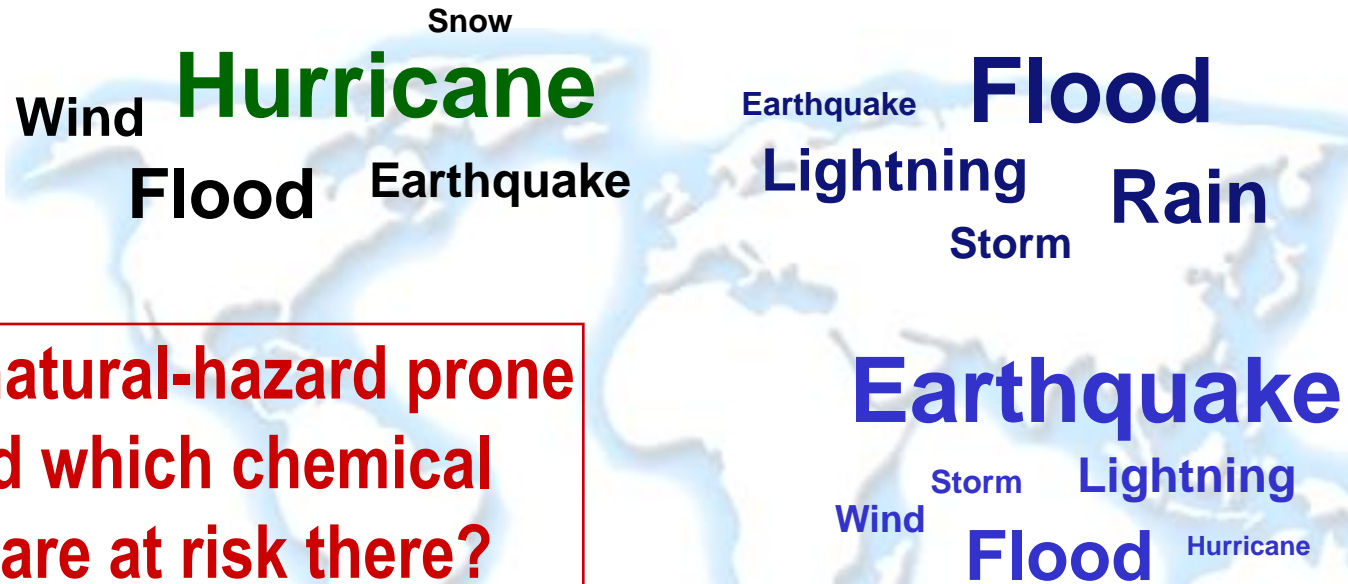 Snow
Hurricane
Wind
Flood
Earthquake
Earthquake
Flood
Lightning
Rain
Storm
natural-hazard prone
which chemical
are at risk there?
Earthquake
Storm
Lightning
Wind
Flood
Hurricane